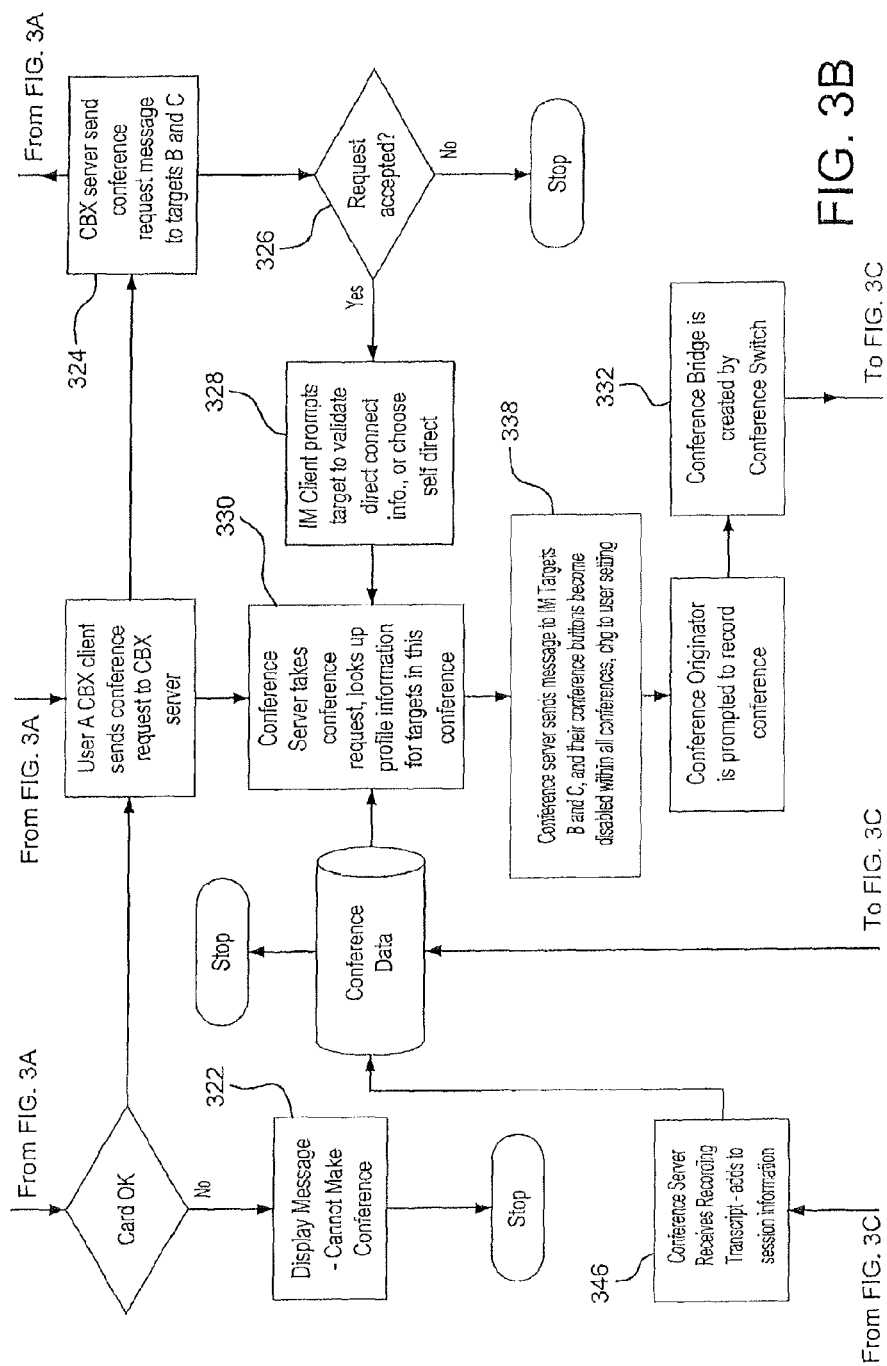 From FIG. 3A
From FIG. 3A
From FIG. 3A
Card OK
No
322
Display Message
- Cannot Make
Conference
Stop
User A CBX client
sends conference
request to CBX
server
324
CBX server send
conference
request message
to targets B and C
326
Request
accepted?
Yes
No
Stop
328
IM Client prompts
target to validate
direct connect
info., or choose
self direct
330
Conference
Server takes
conference
request, looks up
profile information
for targets in this
conference
Stop
Conference
Data
338
Conference server sends message to IM Targets
B and C, and their conference buttons become
disabled within all conferences, chg to user setting
Conference Originator
is prompted to record
conference
332
Conference Bridge is
created by
Conference Switch
346
Conference Server
Receives Recording
Transcript - adds to
session information
From FIG. 3C
To FIG. 3C
To FIG. 3C
FIG. 3B